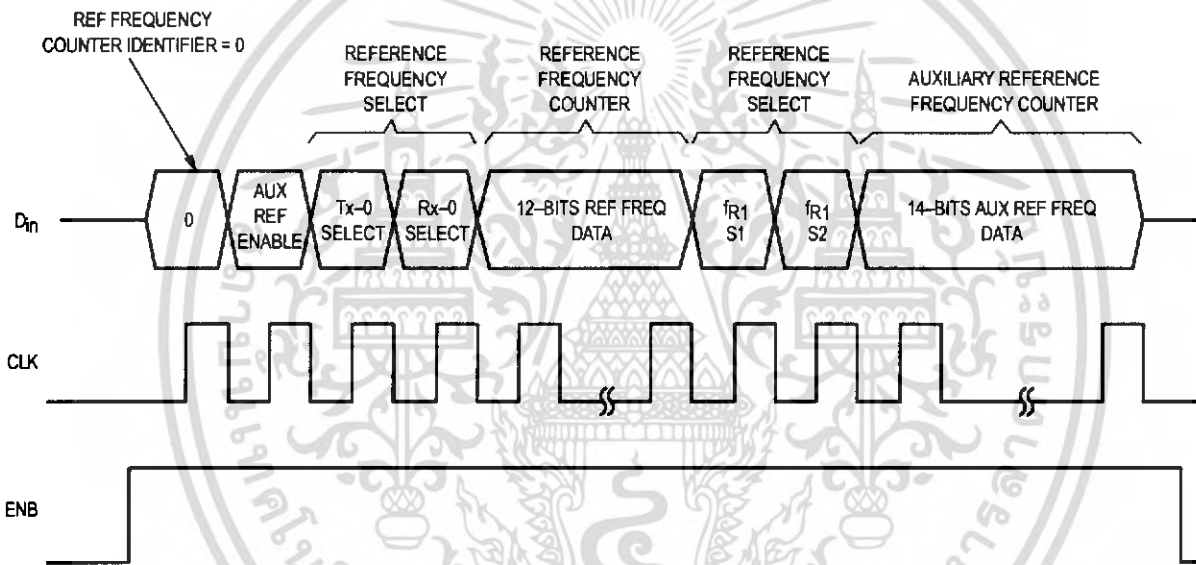 REF FREQUENCY
COUNTER IDENTIFIER = 0
REFERENCE
FREQUENCY
SELECT
REFERENCE
FREQUENCY
COUNTER
REFERENCE
FREQUENCY
SELECT
AUXILIARY REFERENCE
FREQUENCY COUNTER
Din
0
AUX
REF
ENABLE
Tx–0
SELECT
Rx–0
SELECT
12–BITS REF FREQ
DATA
fR1
S1
fR1
S2
14–BITS AUX REF FREQ
DATA
CLK
ENB